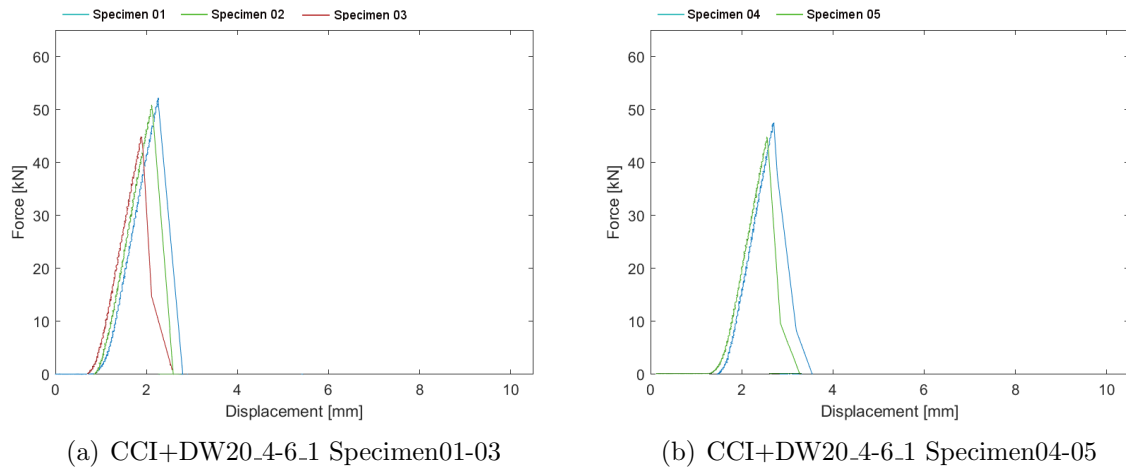 Specimen 01 Specimen 02 Specimen 03
60
50
40
30
20
10
0
0 2 4 6 8 10
Force [kN]
Displacement [mm]
(a) CCI+DW20_4-6_1 Specimen01-03
Specimen 04 Specimen 05
60
50
40
30
20
10
0
0 2 4 6 8 10
Force [kN]
Displacement [mm]
(b) CCI+DW20_4-6_1 Specimen04-05